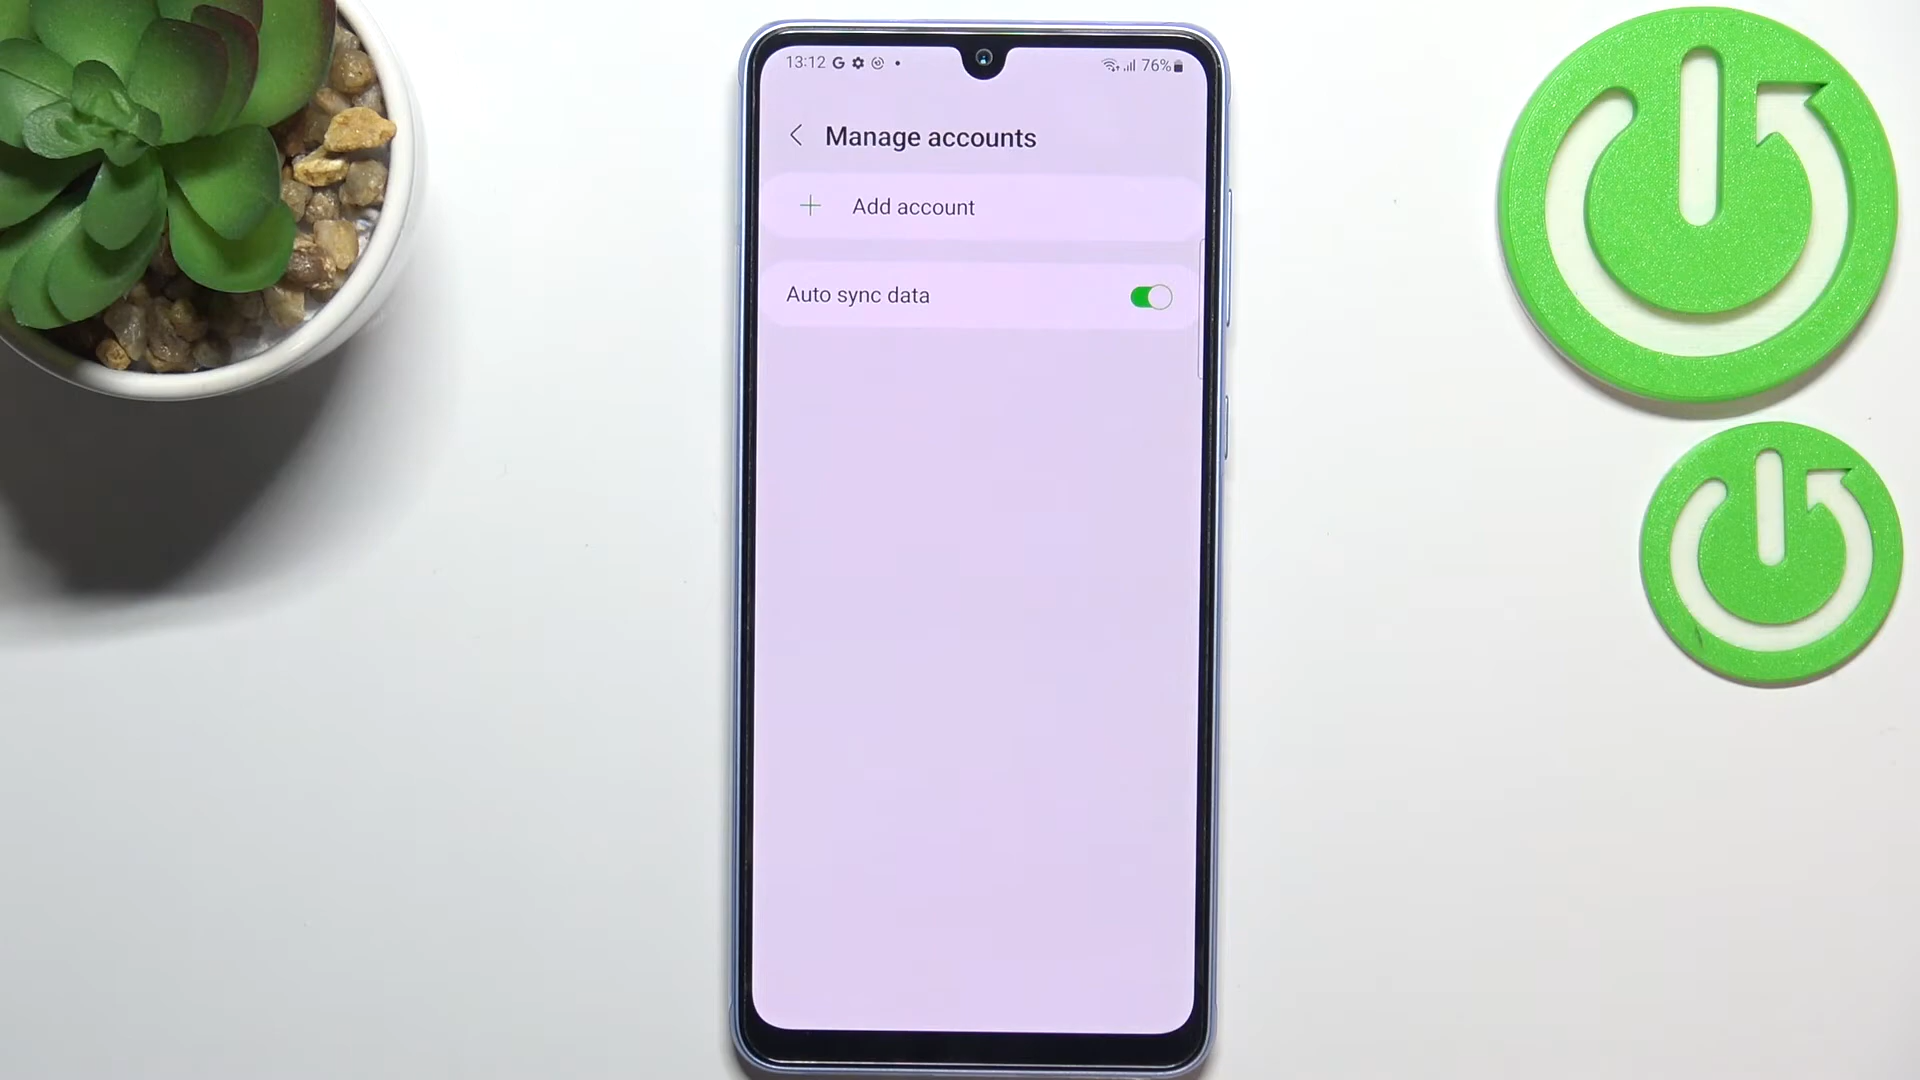 13:12 G
76%
Manage accounts
Add account
Auto sync data